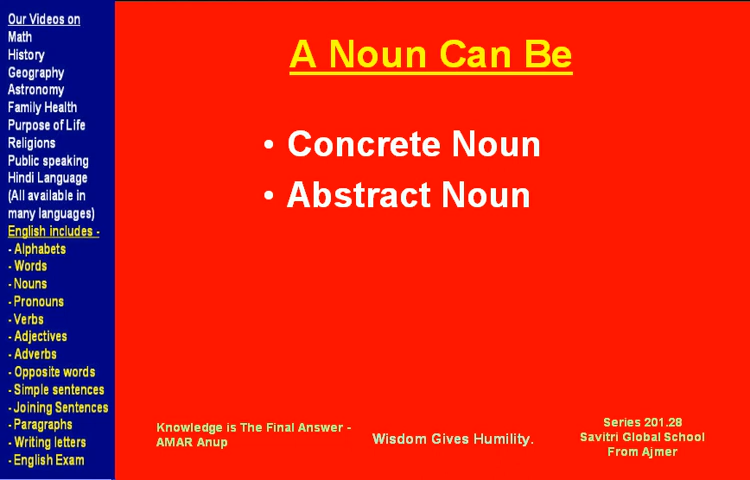 Our Videos on
Math
History
Geography
Astronomy
Family Health
Purpose of Life
Religions
Public speaking
Hindi Language
(All available in
many languages)
English includes -
- Alphabets
- Words
- Nouns
- Pronouns
- Verbs
- Adjectives
- Adverbs
- Opposite words
- Simple sentences
- Joining Sentences
- Paragraphs
- Writing letters
- English Exam
A Noun Can Be
• Concrete Noun
• Abstract Noun
Knowledge is The Final Answer -
AMAR Anup
Wisdom Gives Humility.
Series 201.28
Savitri Global School
From Ajmer